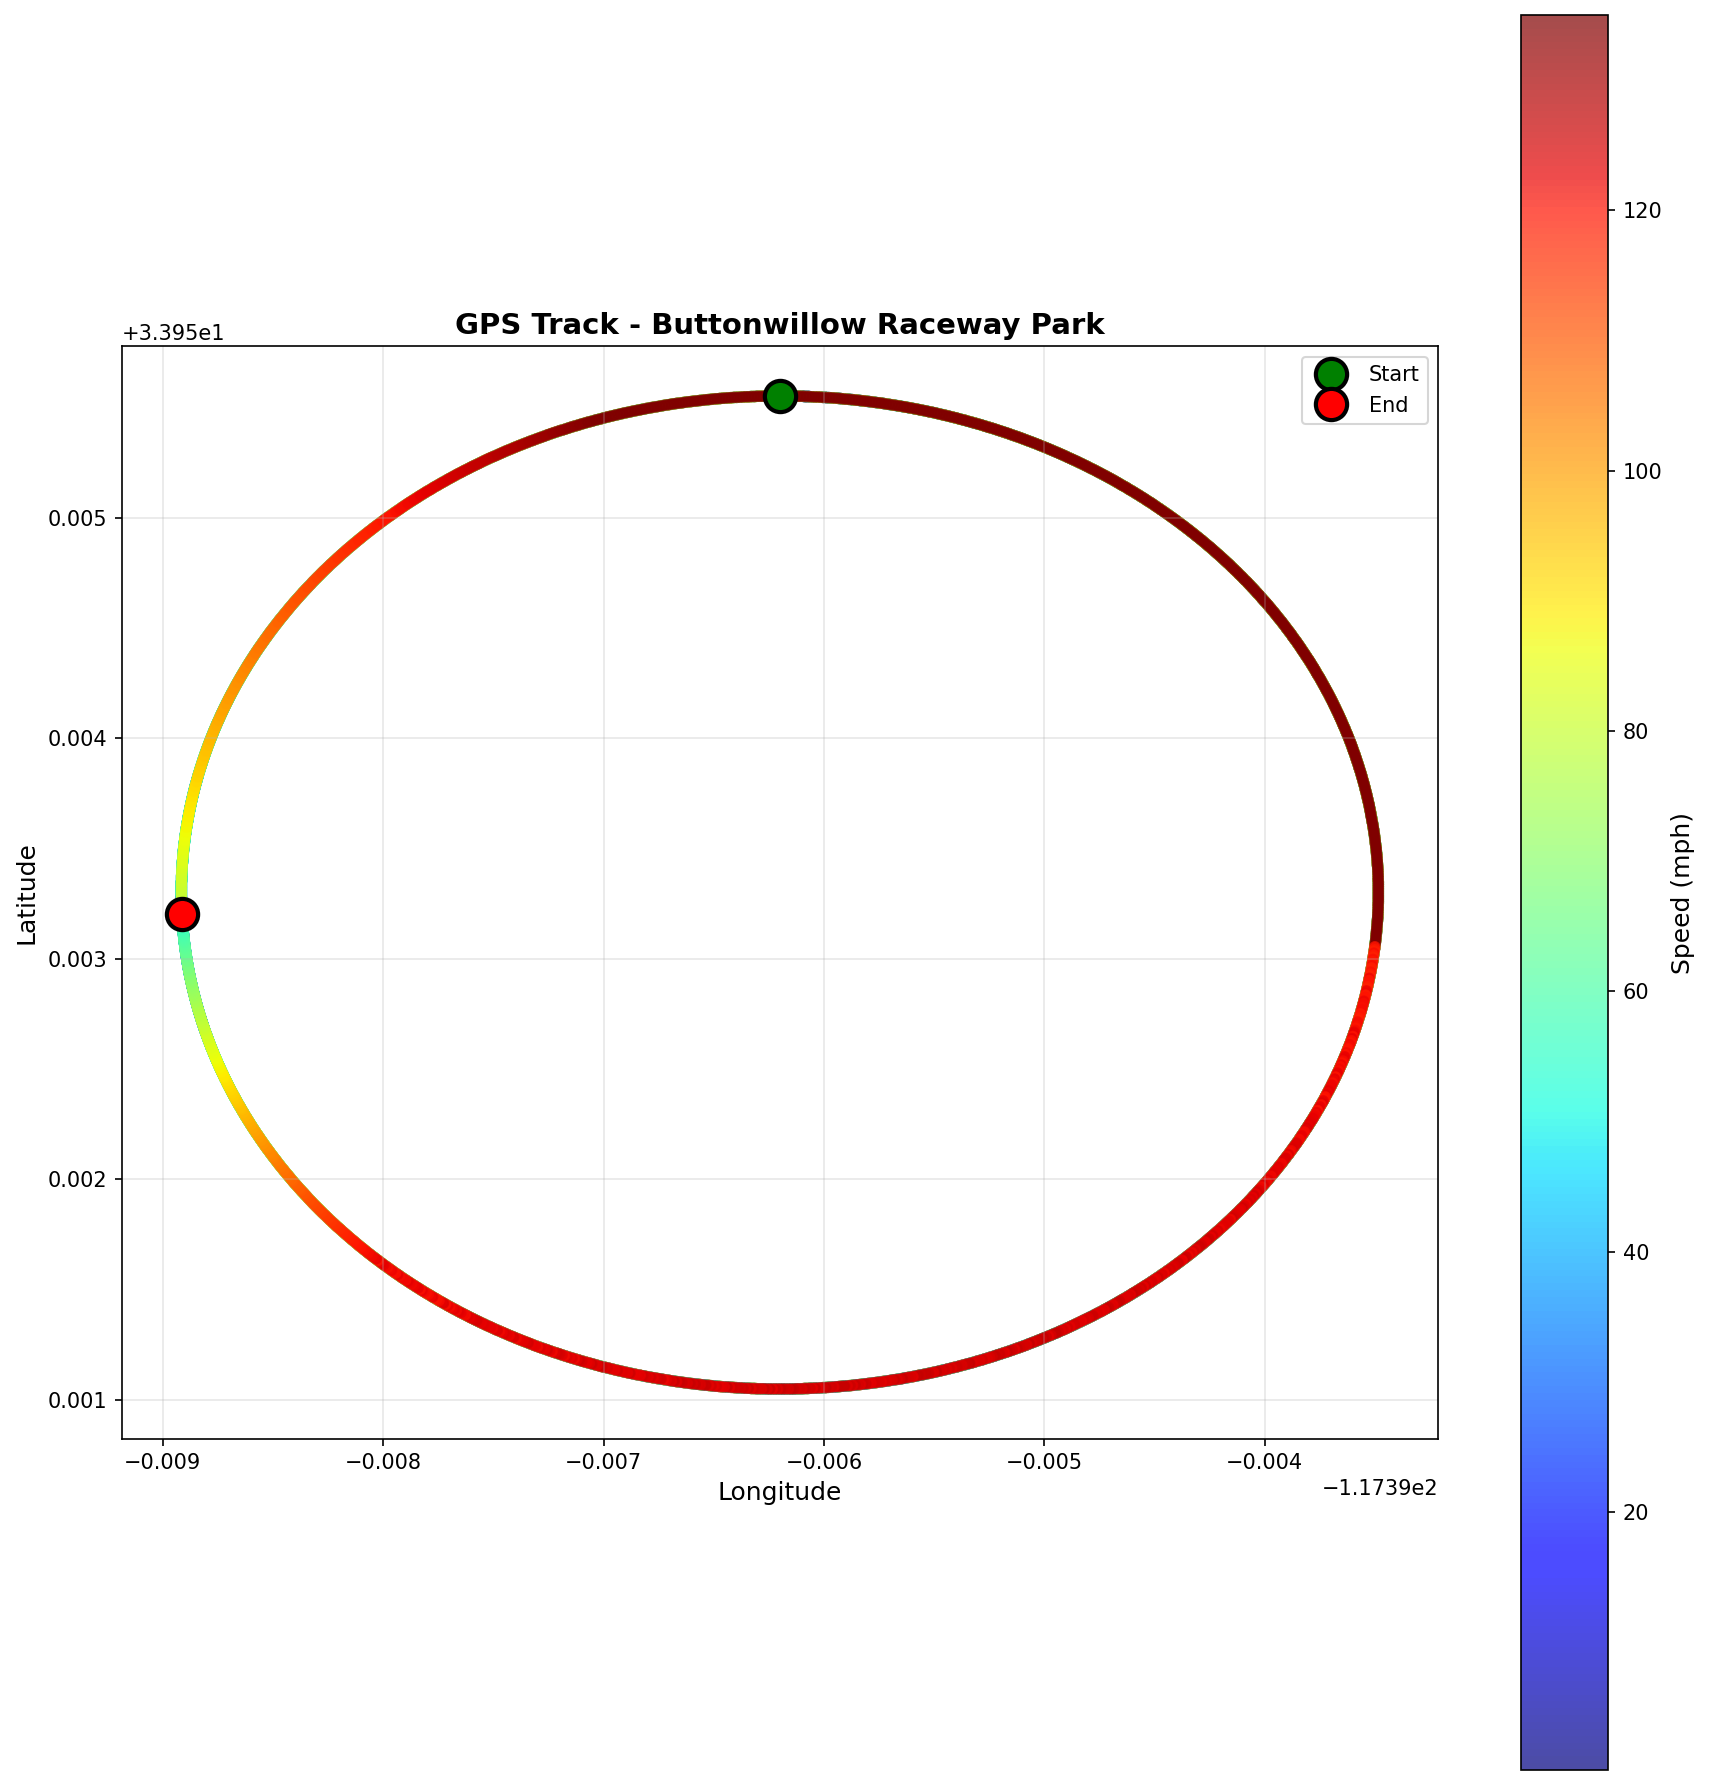 GPS Track - Buttonwillow Raceway Park
+3.395e1
Start
End
0.005
0.004
0.003
0.002
0.001
Latitude
−0.009 −0.008 −0.007 −0.006 −0.005 −0.004
−1.1739e2
Longitude
120
100
80
60
40
20
Speed (mph)